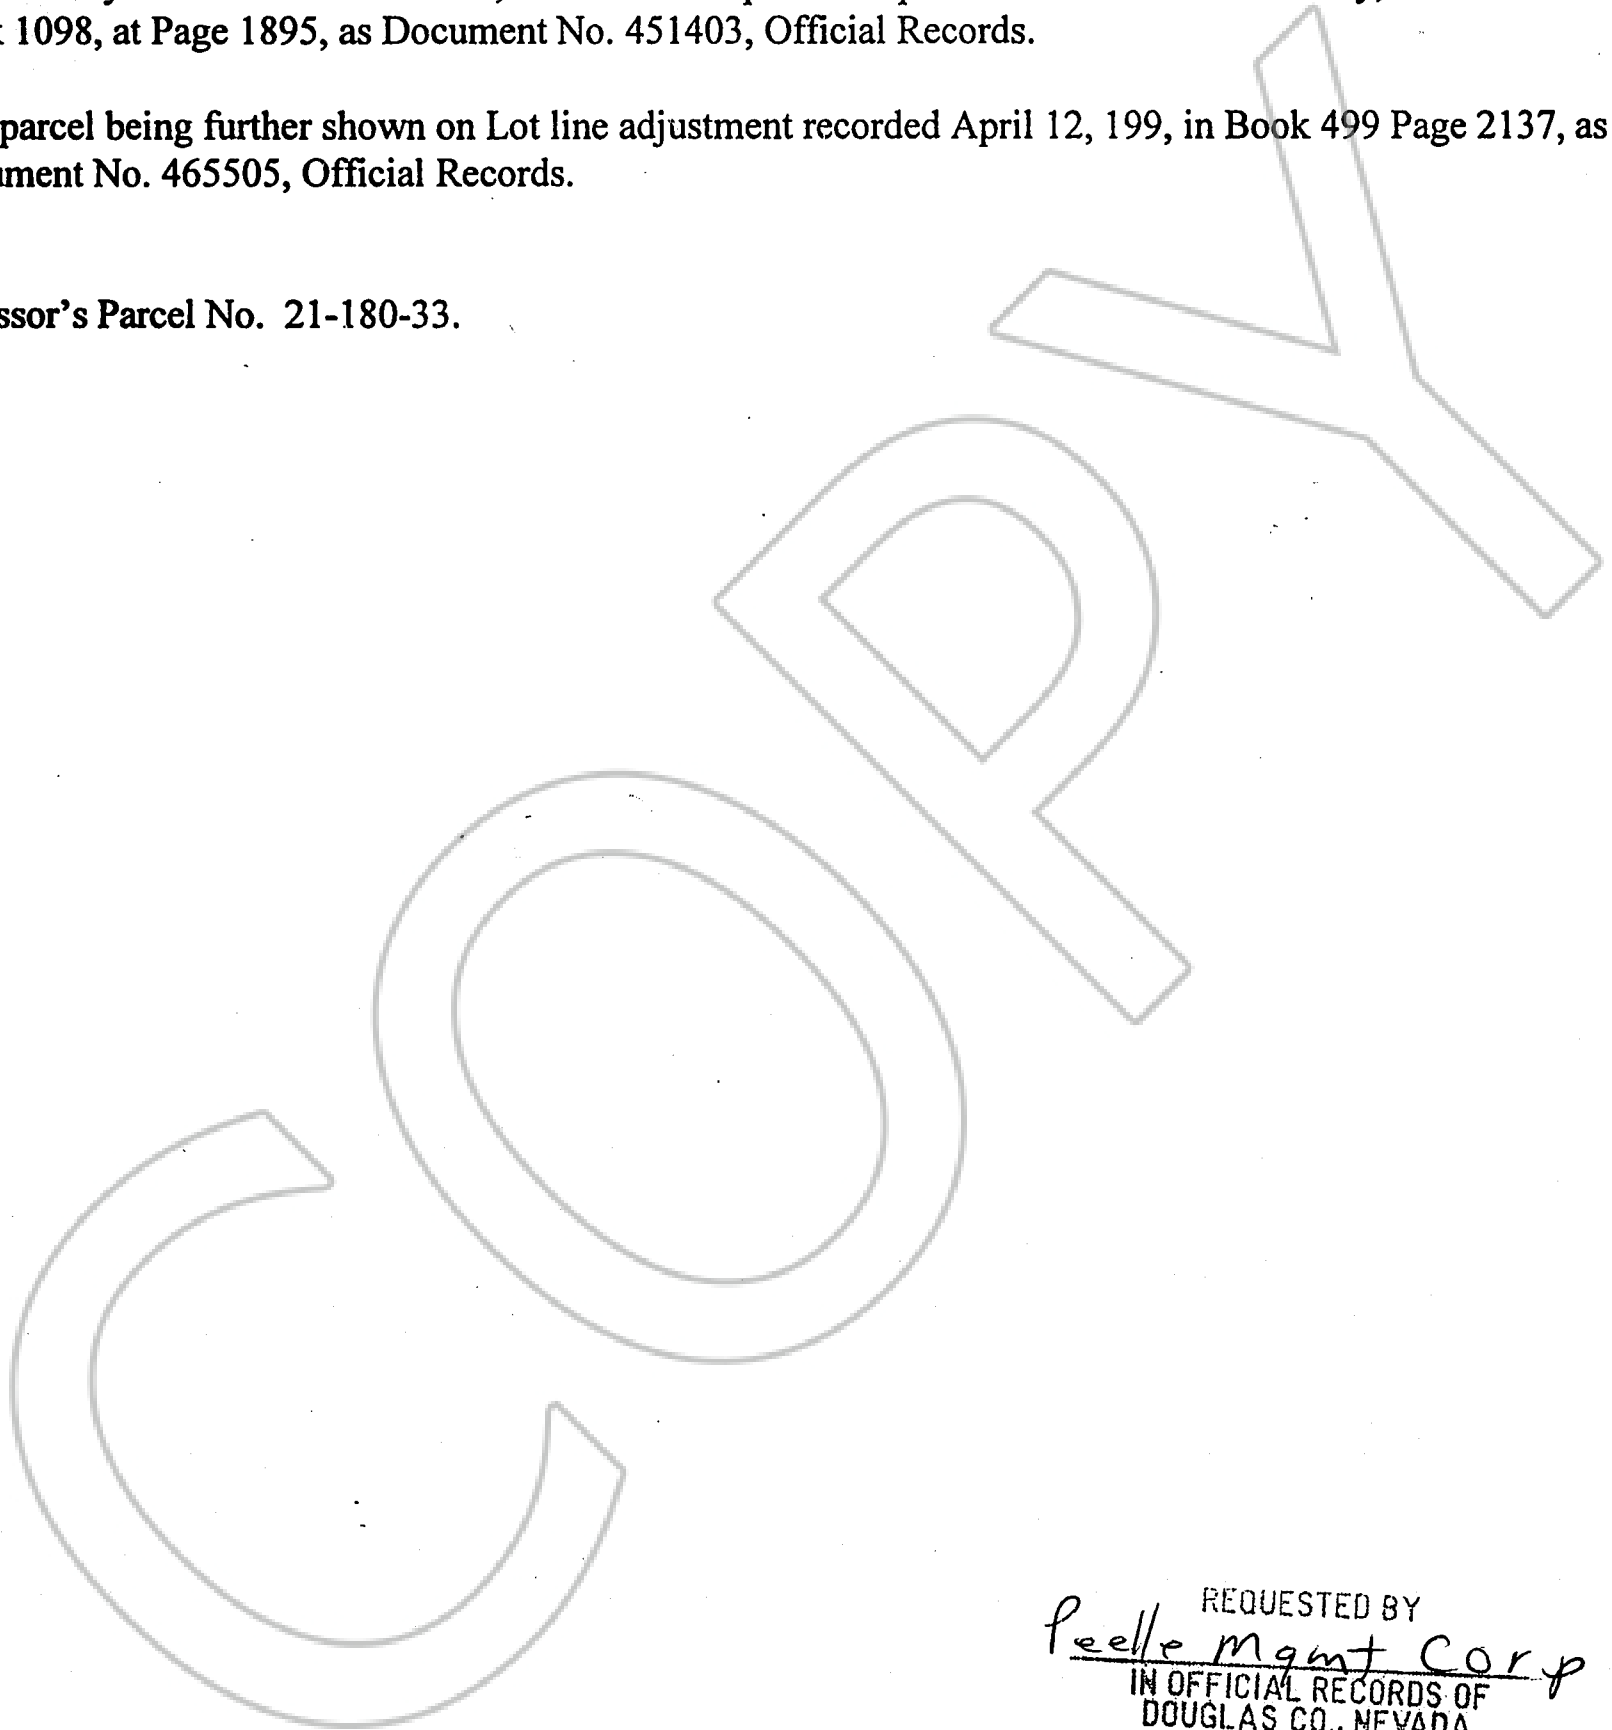 1098, at Page 1895, as Document No. 451403, Official Records.
parcel being further shown on Lot line adjustment recorded April 12, 199, in Book 499 Page 2137, as
ument No. 465505, Official Records.
ssor's Parcel No. 21-180-33.
COPY
REQUESTED BY
Peelle Mgmt Corp
IN OFFICIAL RECORDS OF
DOUGLAS CO., NEVADA